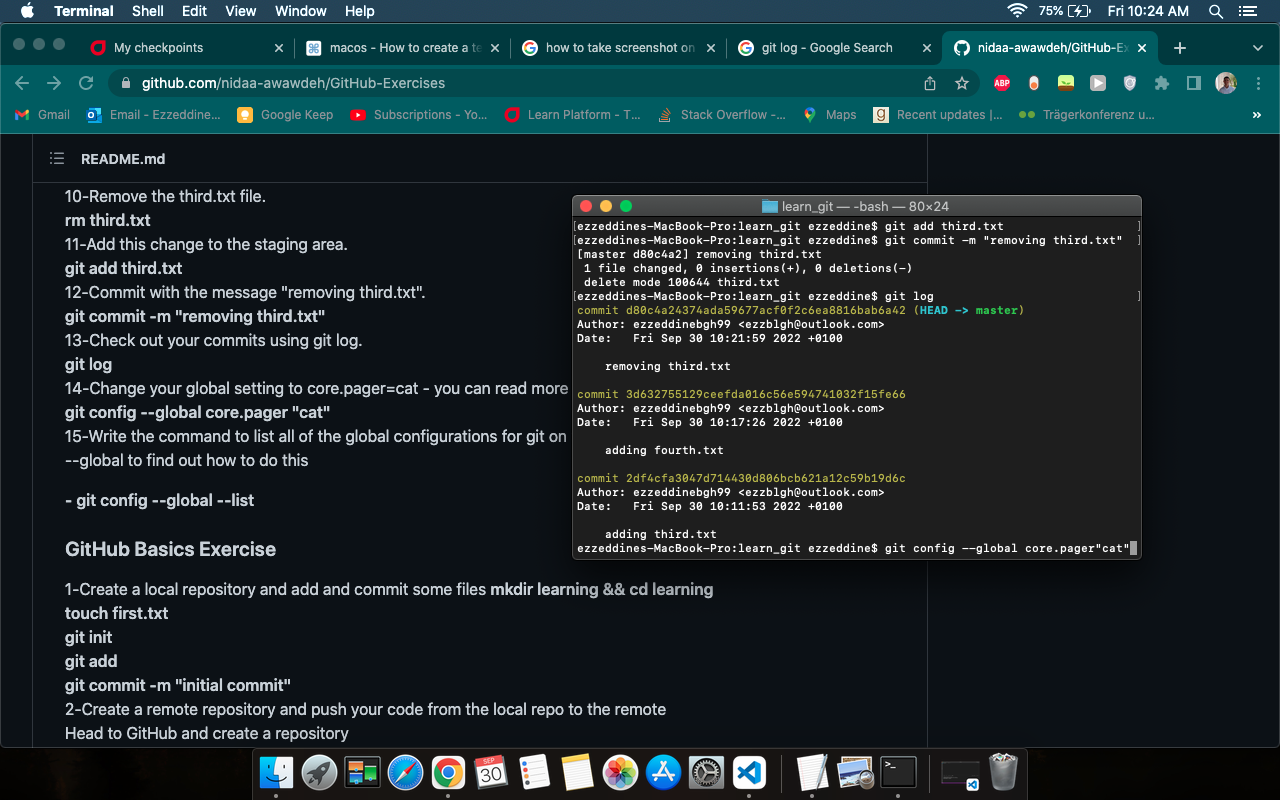 Terminal Shell Edit View Window Help 75% Fri 10:24 AM
My checkpoints macos - How to create a te how to take screenshot on git log - Google Search nidaa-awawdeh/GitHub-Ex
github.com/nidaa-awawdeh/GitHub-Exercises ABP
Gmail Email - Ezzeddine... Google Keep Subscriptions - Yo... Learn Platform - T... Stack Overflow -... Maps Recent updates |... Trägerkonferenz u... »
README.md
10-Remove the third.txt file.
rm third.txt
11-Add this change to the staging area.
git add third.txt
12-Commit with the message "removing third.txt".
git commit -m "removing third.txt"
13-Check out your commits using git log.
git log
14-Change your global setting to core.pager=cat - you can read more
git config --global core.pager "cat"
15-Write the command to list all of the global configurations for git on
--global to find out how to do this
- git config --global --list
GitHub Basics Exercise
1-Create a local repository and add and commit some files mkdir learning && cd learning
touch first.txt
git init
git add
git commit -m "initial commit"
2-Create a remote repository and push your code from the local repo to the remote
Head to GitHub and create a repository
learn_git — -bash — 80×24
[ezzeddines-MacBook-Pro:learn_git ezzeddine$ git add third.txt ]
[ezzeddines-MacBook-Pro:learn_git ezzeddine$ git commit -m "removing third.txt" ]
[master d80c4a2] removing third.txt
1 file changed, 0 insertions(+), 0 deletions(-)
delete mode 100644 third.txt
[ezzeddines-MacBook-Pro:learn_git ezzeddine$ git log ]
commit d80c4a24374ada59677acf0f2c6ea8816bab6a42 (HEAD -> master)
Author: ezzeddinebgh99 <ezzblgh@outlook.com>
Date: Fri Sep 30 10:21:59 2022 +0100
removing third.txt
commit 3d632755129ceefda016c56e594741032f15fe66
Author: ezzeddinebgh99 <ezzblgh@outlook.com>
Date: Fri Sep 30 10:17:26 2022 +0100
adding fourth.txt
commit 2df4cfa3047d714430d806bcb621a12c59b19d6c
Author: ezzeddinebgh99 <ezzblgh@outlook.com>
Date: Fri Sep 30 10:11:53 2022 +0100
adding third.txt
ezzeddines-MacBook-Pro:learn_git ezzeddine$ git config --global core.pager"cat"
SEP
30